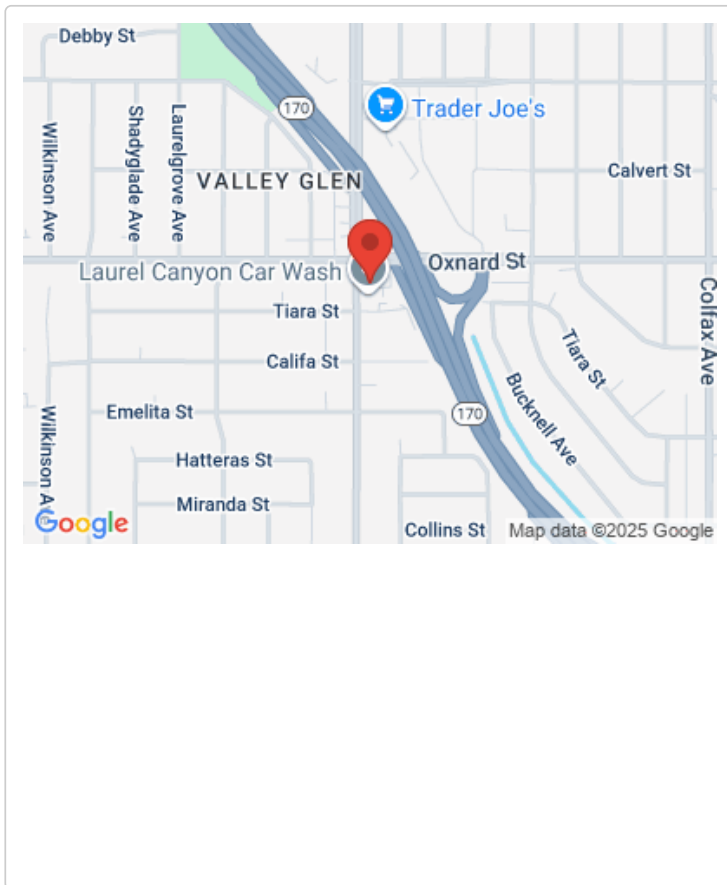 Debby St
170
Trader Joe's
Wilkinson Ave
Shadyglade Ave
Laurelgrove Ave
Calvert St
VALLEY GLEN
Oxnard St
Laurel Canyon Car Wash
Tiara St
Colfax Ave
Califa St
Tiara St
Emelita St
170
Bucknell Ave
Wilkinson Ave
Hatteras St
Miranda St
Google
Collins St
Map data ©2025 Google